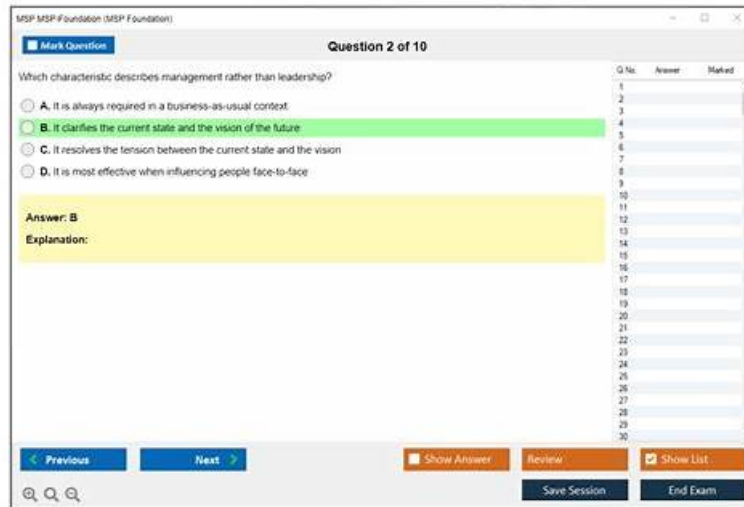 MSP MSP-Foundation (MSP Foundation)
Mark Question
Question 2 of 10
Which characteristic describes management rather than leadership?
A. It is always required in a business-as-usual context
B. It clarifies the current state and the vision of the future
C. It resolves the tension between the current state and the vision
D. It is most effective when influencing people face-to-face
Answer: B
Explanation:
Q No. Answer Marked
1
2
3
4
5
6
7
8
9
10
11
12
13
14
15
16
17
18
19
20
21
22
23
24
25
26
27
28
29
30
Previous
Next
Show Answer
Review
Show List
Save Session
End Exam